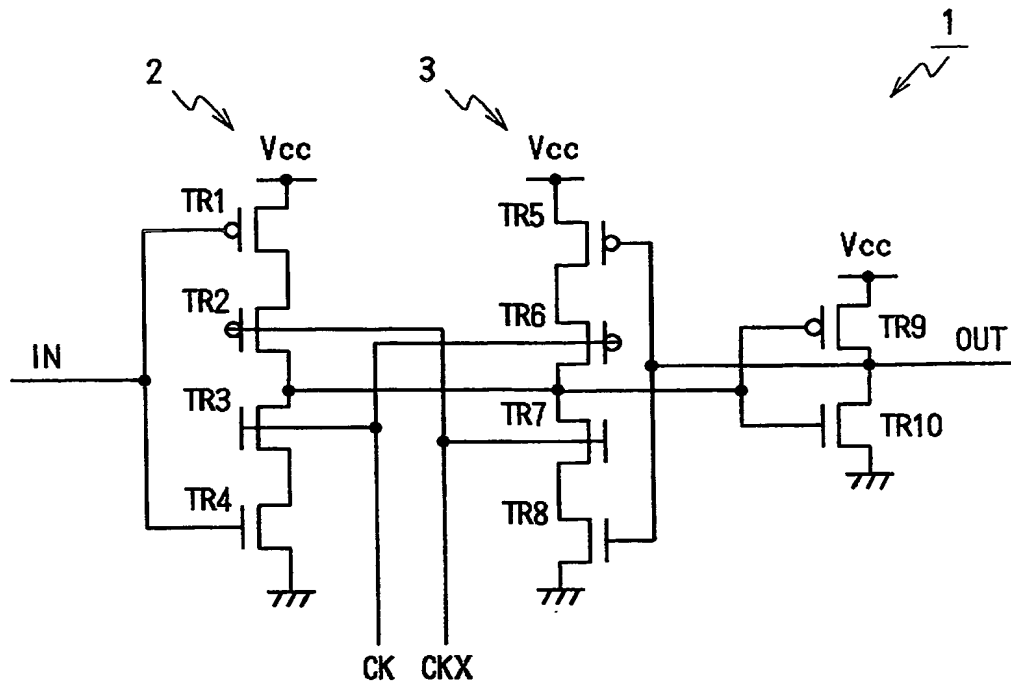 1
2
3
Vcc
Vcc
TR1
TR5
Vcc
TR2
TR6
TR9
IN
OUT
TR3
TR7
TR10
TR4
TR8
CK
CKX